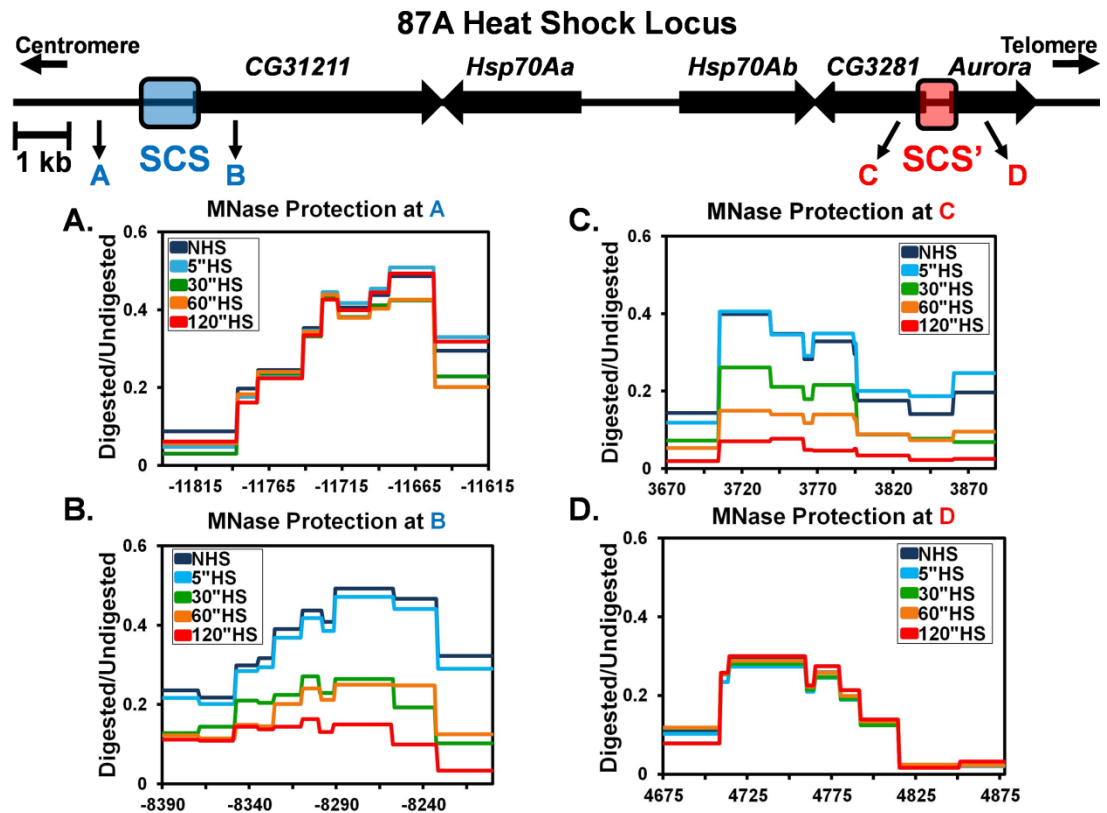 87A Heat Shock Locus
Centromere
Telomere
CG31211
Hsp70Aa
Hsp70Ab
CG3281
Aurora
1 kb
A
SCS
B
C
SCS’
D
A.
MNase Protection at A
Digested/Undigested
0.6
0.4
0.2
0
NHS
5"HS
30"HS
60"HS
120"HS
-11815
-11765
-11715
-11665
-11615
C.
MNase Protection at C
Digested/Undigested
0.6
0.4
0.2
0
NHS
5"HS
30"HS
60"HS
120"HS
3670
3720
3770
3820
3870
B.
MNase Protection at B
Digested/Undigested
0.6
0.4
0.2
0
NHS
5"HS
30"HS
60"HS
120"HS
-8390
-8340
-8290
-8240
D.
MNase Protection at D
Digested/Undigested
0.6
0.4
0.2
0
NHS
5"HS
30"HS
60"HS
120"HS
4675
4725
4775
4825
4875